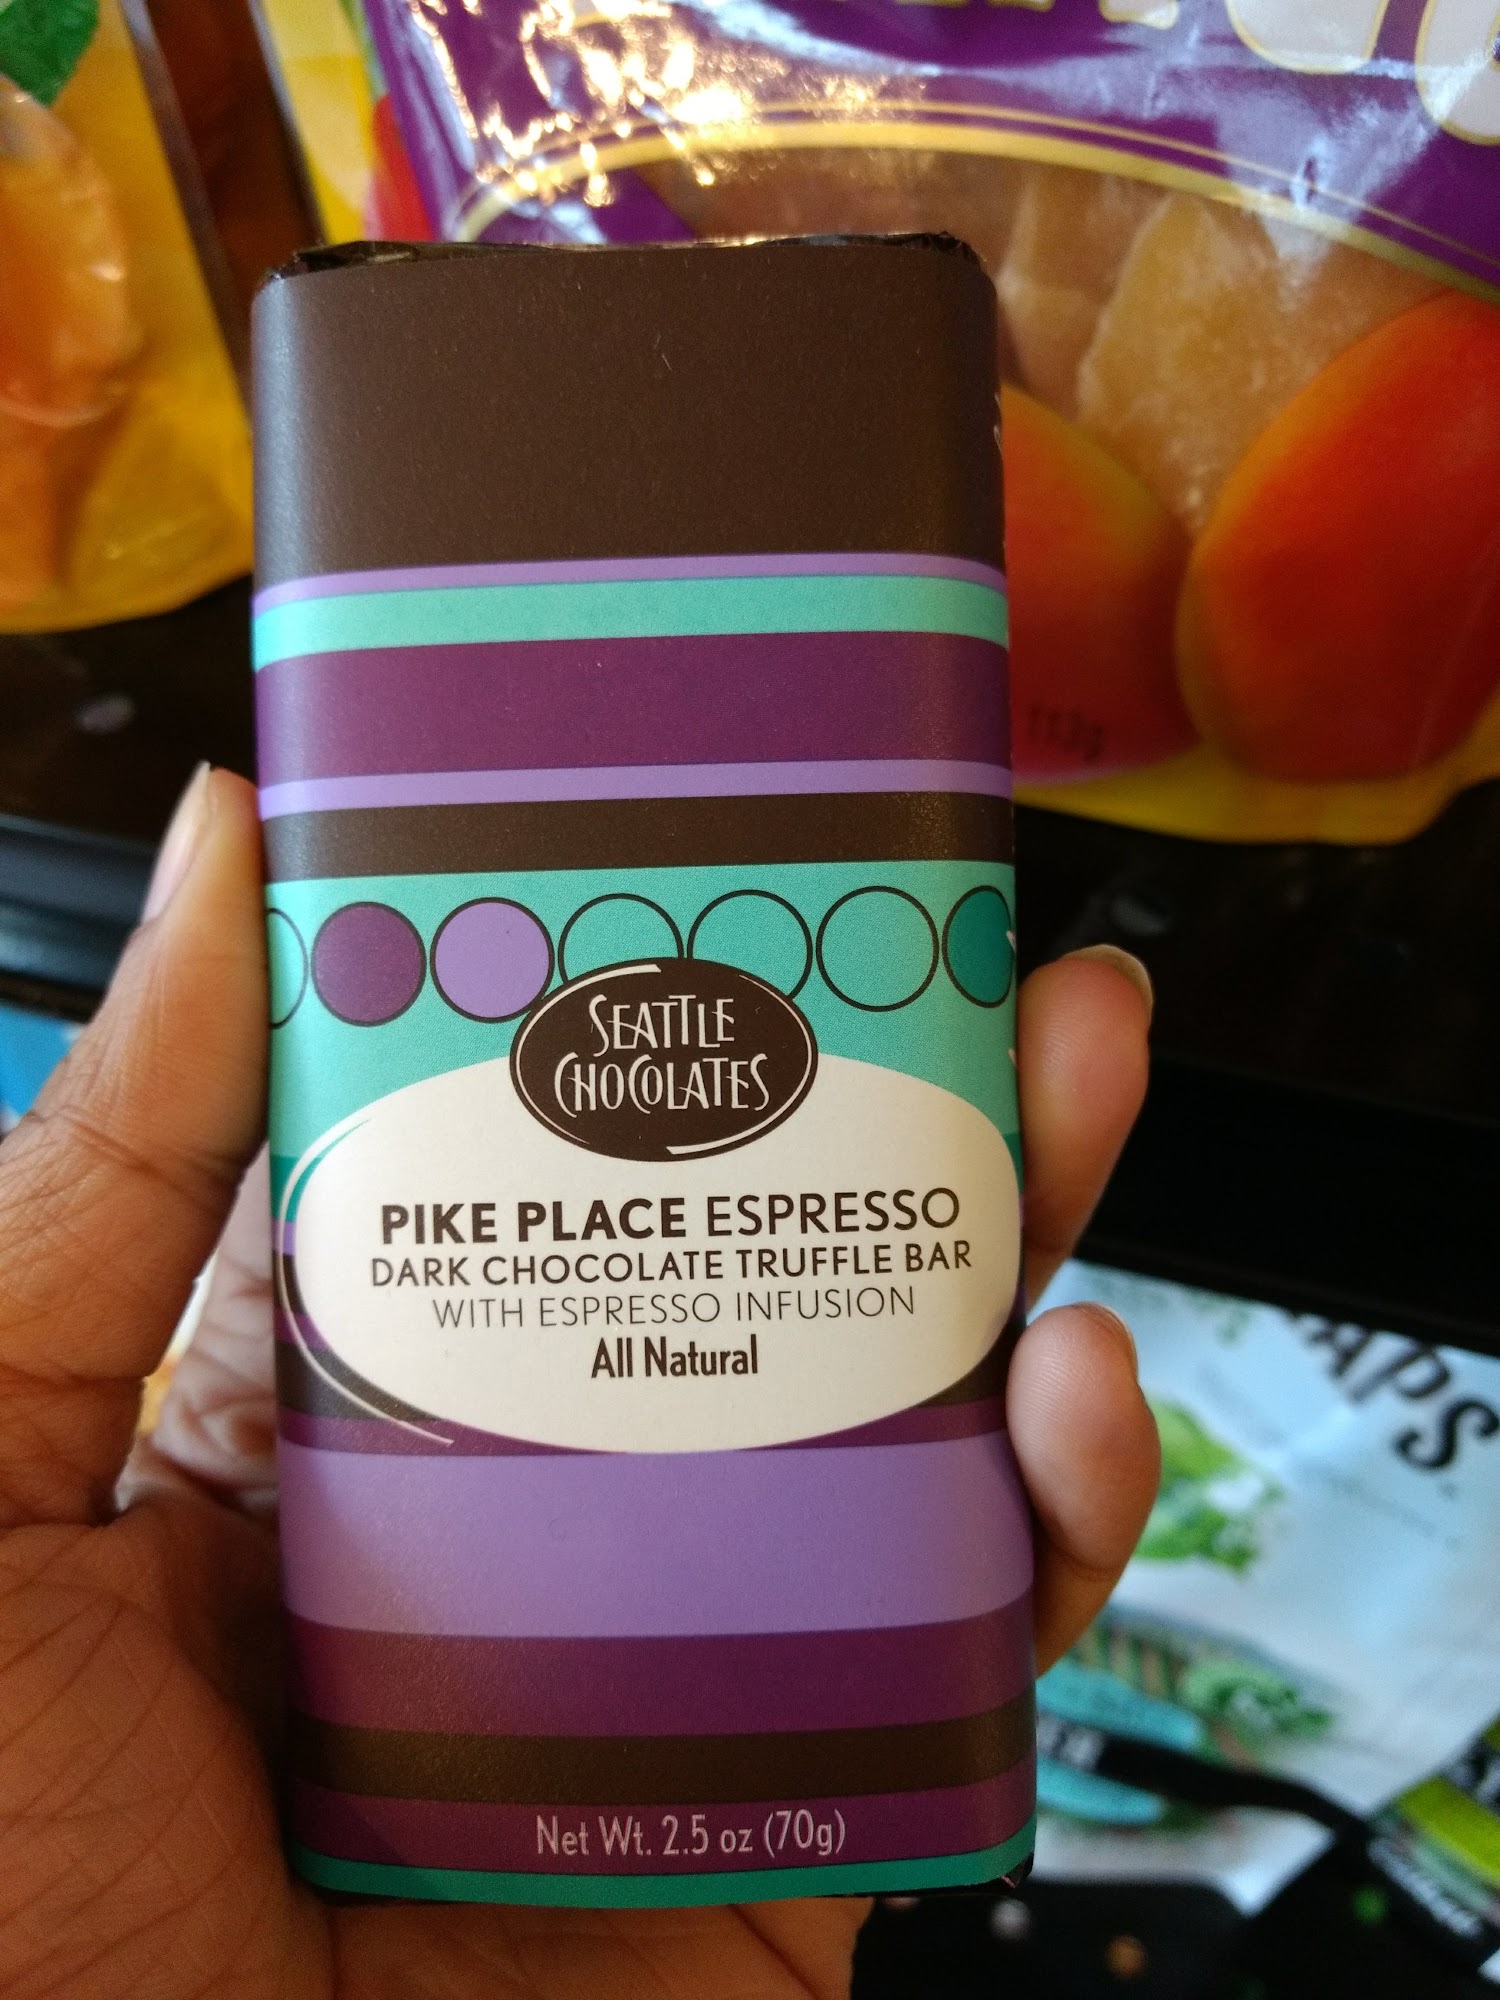 SEATTLE
CHOCOLATES
PIKE PLACE ESPRESSO
DARK CHOCOLATE TRUFFLE BAR
WITH ESPRESSO INFUSION
All Natural
Net Wt. 2.5 oz (70g)
113g